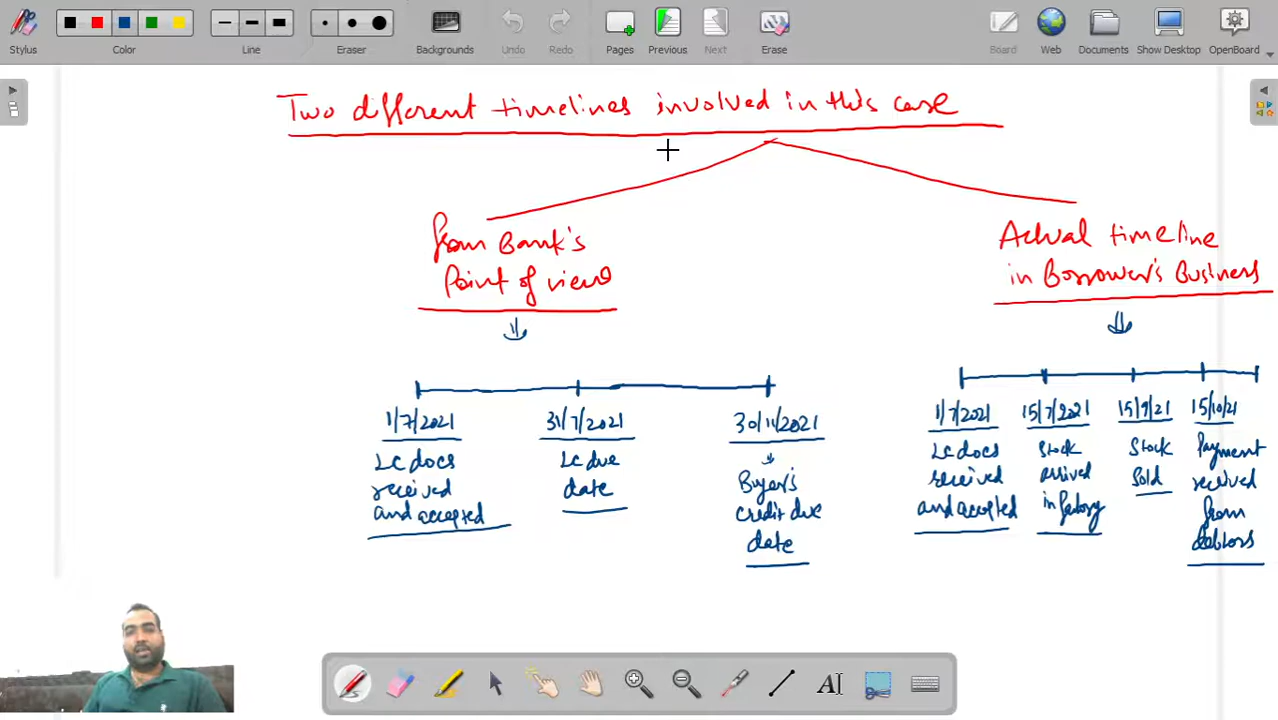 Stylus
Color
Line
Eraser
Backgrounds
Undo
Redo
Pages
Previous
Next
Erase
Board
Web
Documents
Show Desktop
OpenBoard
Two different timelines involved in this case
from Bank's
Point of view
Actual timeline
in Borrower's Business
1/7/2021
LC docs
received
and accepted
31/7/2021
LC due
date
30/11/2021
Buyer's
credit due
date
1/7/2021
LC docs
received
and accepted
15/7/2021
Stock
arrived
in factory
15/9/21
Stock
Sold
15/10/21
Payment
received
from
debtors